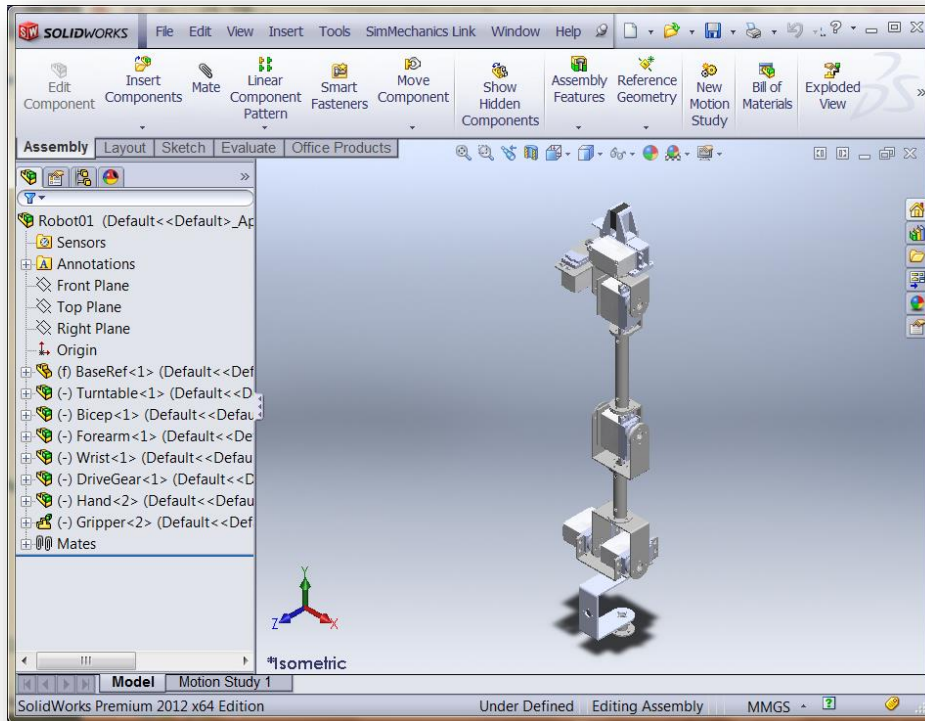 SOLIDWORKS File Edit View Insert Tools SimMechanics Link Window Help
Edit Component
Insert Components
Mate
Linear Component Pattern
Smart Fasteners
Move Component
Show Hidden Components
Assembly Features
Reference Geometry
New Motion Study
Bill of Materials
Exploded View
Assembly Layout Sketch Evaluate Office Products
Robot01 (Default<<Default>_Ap
Sensors
Annotations
Front Plane
Top Plane
Right Plane
Origin
(f) BaseRef<1> (Default<<Def
(-) Turntable<1> (Default<<D
(-) Bicep<1> (Default<<Defau
(-) Forearm<1> (Default<<De
(-) Wrist<1> (Default<<Defau
(-) DriveGear<1> (Default<<D
(-) Hand<2> (Default<<Defau
(-) Gripper<2> (Default<<Def
Mates
Y
Z X
*Isometric
Model Motion Study 1
SolidWorks Premium 2012 x64 Edition Under Defined Editing Assembly MMGS